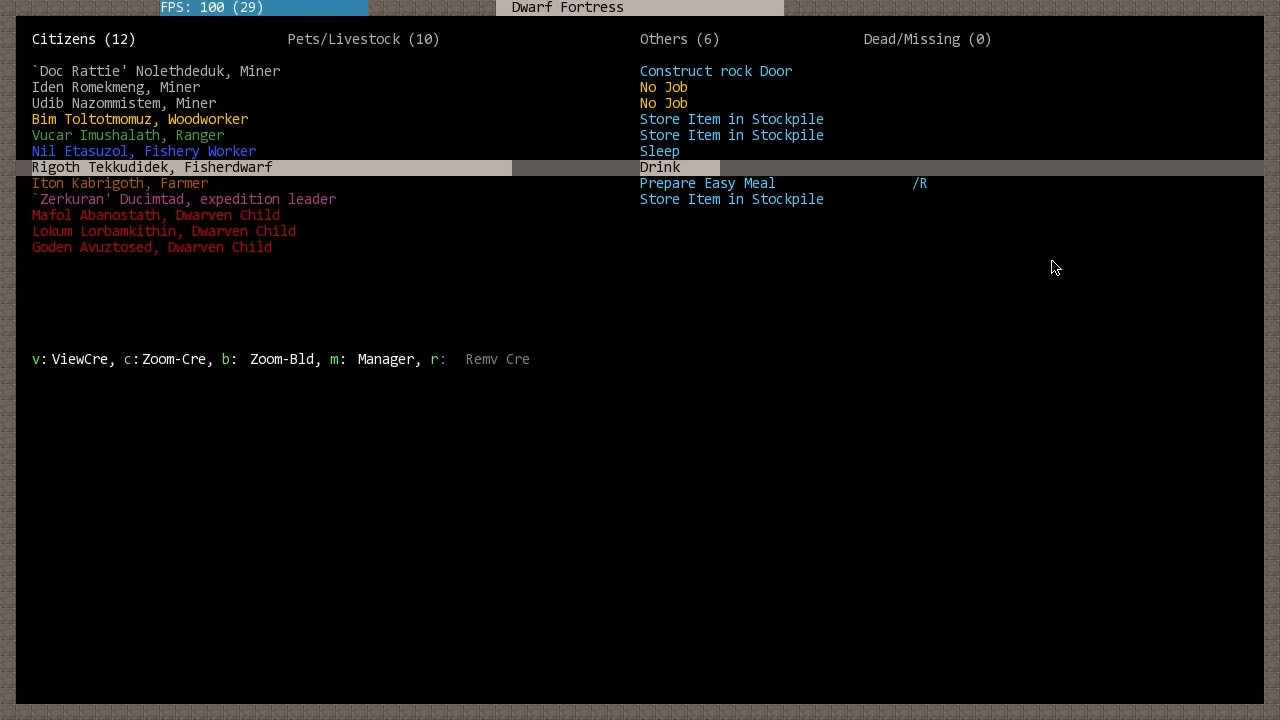 FPS: 100 (29) Dwarf Fortress
Citizens (12) Pets/Livestock (10) Others (6) Dead/Missing (0)
`Doc Rattie' Nolethdeduk, Miner Construct rock Door
Iden Romekmeng, Miner No Job
Udib Nazommistem, Miner No Job
Bim Toltotmomuz, Woodworker Store Item in Stockpile
Vucar Imushalath, Ranger Store Item in Stockpile
Nil Etasuzol, Fishery Worker Sleep
Rigoth Tekkudidek, Fisherdwarf Drink
Iton Kabrigoth, Farmer Prepare Easy Meal /R
`Zerkuran' Ducimtad, expedition leader Store Item in Stockpile
Mafol Abanostath, Dwarven Child
Lokum Lorbamkithin, Dwarven Child
Goden Avuztosed, Dwarven Child
v: ViewCre, c: Zoom-Cre, b: Zoom-Bld, m: Manager, r: Remv Cre